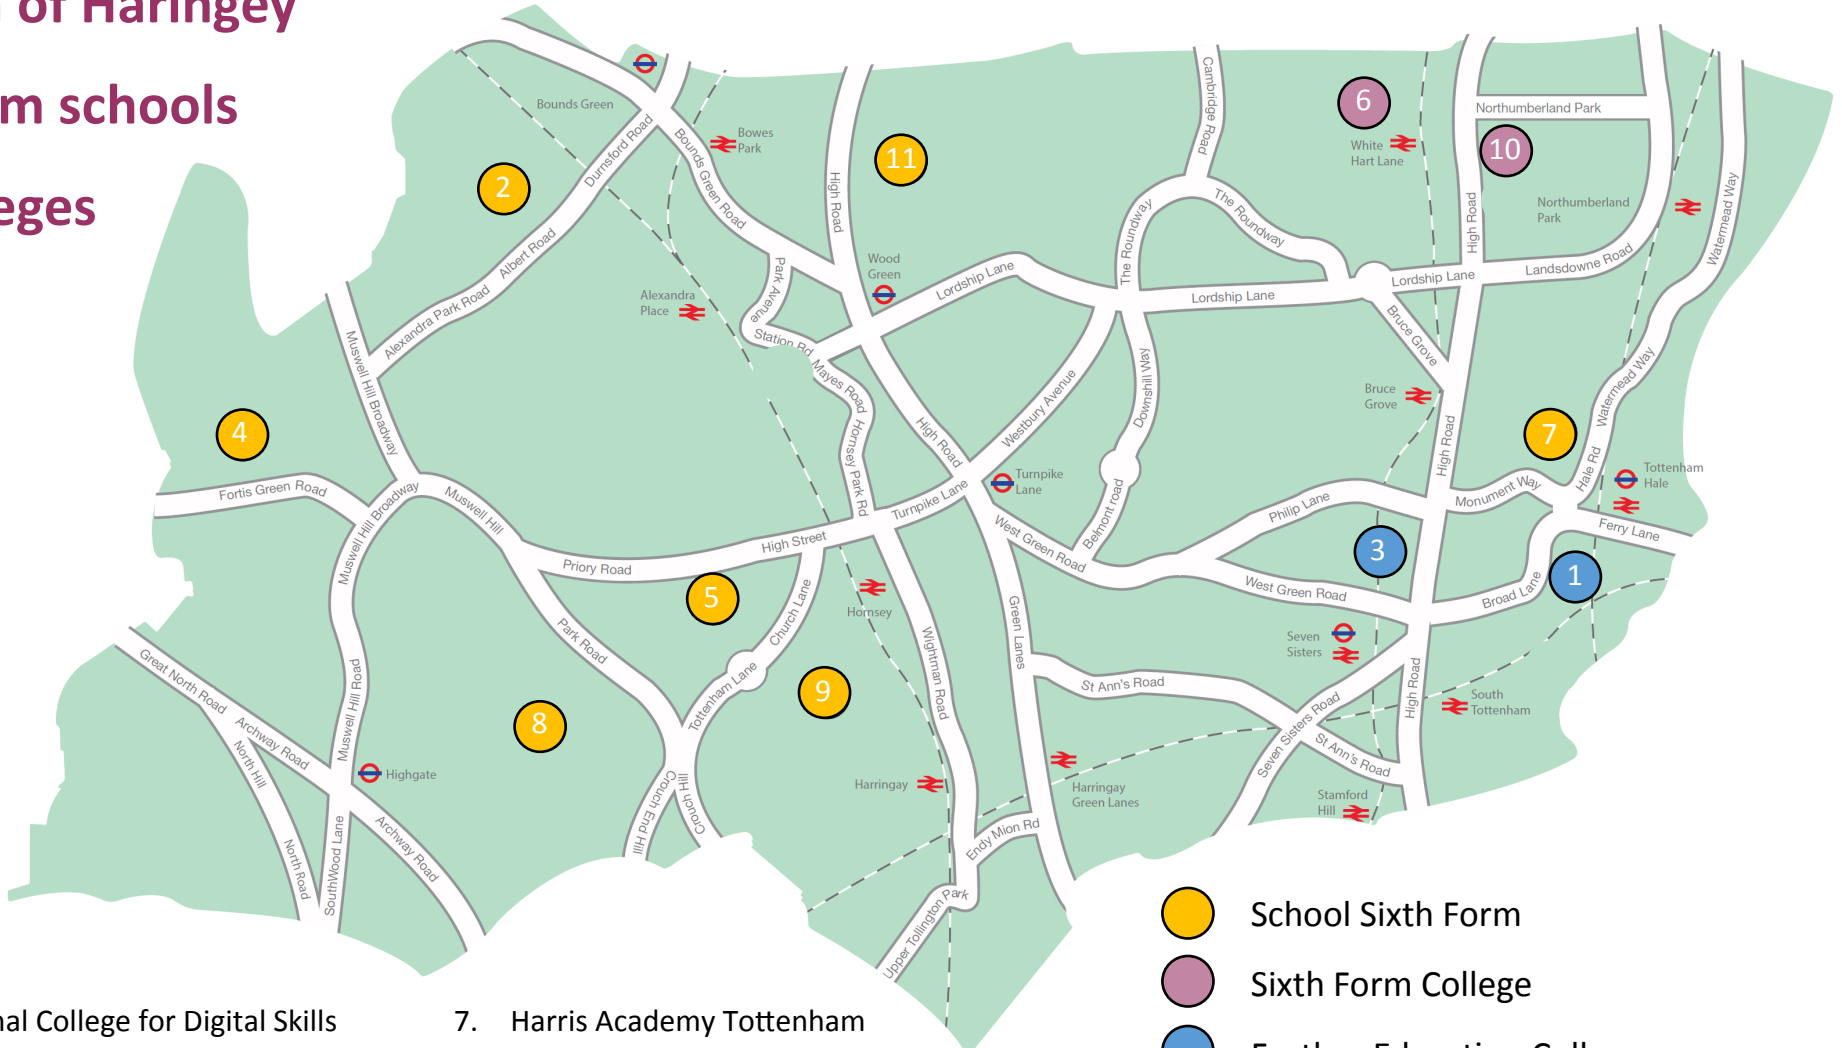 of Haringey
schools
Bounds Green
Bowes
Park
Durnsford Road
Bounds Green Road
High Road
Cambridge Road
White
Hart Lane
Northumberland Park
High Road
Northumberland
Park
Watermead Way
2
11
6
10
Albert Road
Alexandra Park Road
Alexandra
Place
Park Avenue
Station Rd
Wood
Green
Lordship Lane
The Roundway
The Roundway
Lordship Lane
Lordship Lane
Landsdowne Road
Bruce Grove
Bruce
Grove
Muswell Hill Broadway
Mayes Road
Hornsey Park Rd
High Road
Westbury Avenue
Downshill Way
High Road
Watermead Way
Hale Rd
4
7
Fortis Green Road
Muswell Hill Broadway
Muswell Hill
Turnpike Lane
Turnpike
Lane
Belmont road
Philip Lane
Monument Way
Tottenham
Hale
Ferry Lane
High Street
Priory Road
West Green Road
West Green Road
Broad Lane
3
1
5
Church Lane
Hornsey
Park Road
Green Lanes
Wightman Road
Seven
Sisters
St Ann's Road
High Road
South
Tottenham
Great North Road
Archway Road
North Hill
Muswell Hill Road
Tottenham Lane
8
9
Highgate
Harringay
Harringay
Green Lanes
Seven Sisters Road
St Ann's Road
Stamford
Hill
Crouch End Hill
Crouch Hill
North Road
SouthWood Lane
Archway Road
Endy Mion Rd
Upper Tollington Park
School Sixth Form
Sixth Form College
College for Digital Skills
7. Harris Academy Tottenham